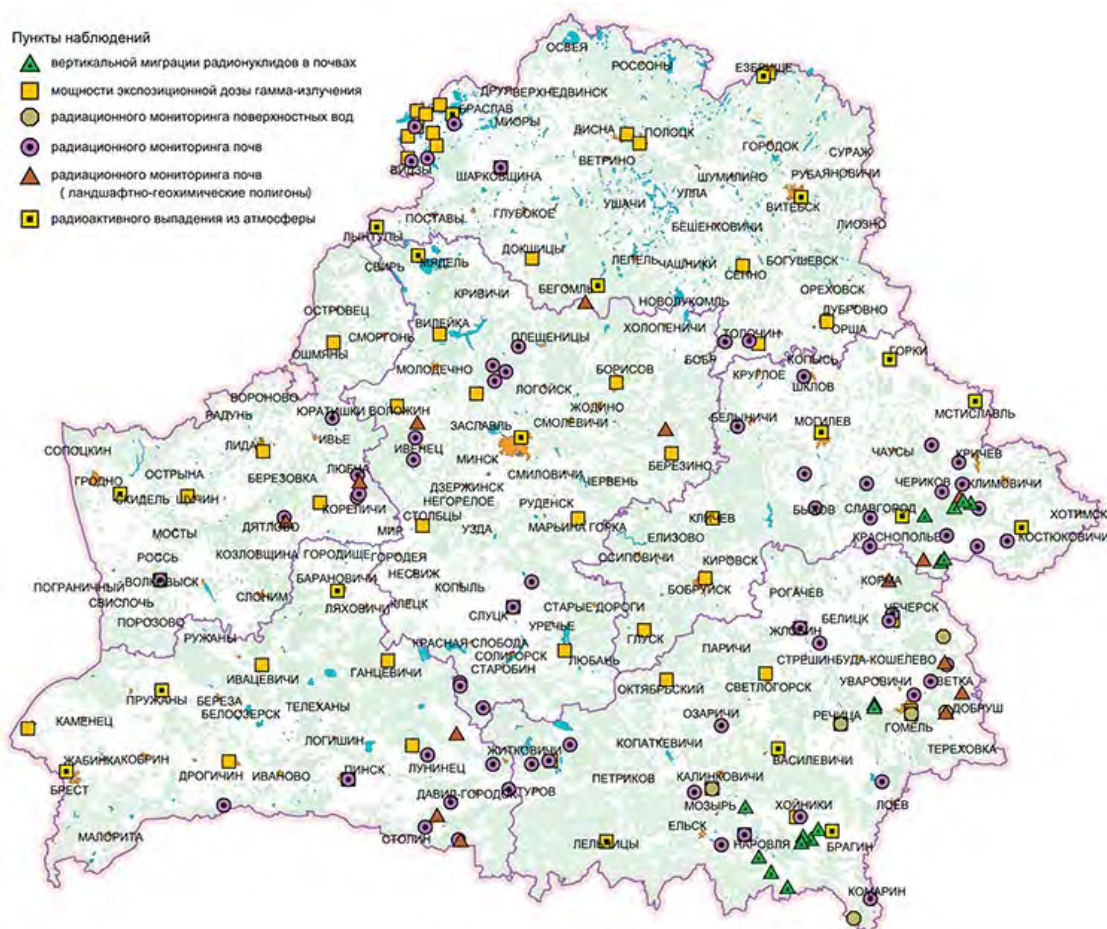 Пункты наблюдений
вертикальной миграции радионуклидов в почвах
мощности экспозиционной дозы гамма-излучения
радиационного мониторинга поверхностных вод
радиационного мониторинга почв
радиационного мониторинга почв
( ландшафтно-геохимические полигоны)
радиоактивного выпадения из атмосферы
ОСВЕЯ
РОССОНЫ
ЕЗЕРИЩЕ
ДРУЯ
ВЕРХНЕДВИНСК
БРАСЛАВ
МИОРЫ
ДИСНА
ПОЛОЦК
ГОРОДОК
СУРАЖ
ВИДЗЫ
ВЕТРИНО
ШАРКОВЩИНА
ШУМИЛИНО
РУБА
ЯНОВИЧИ
УЛЛА
УШАЧИ
ВИТЕБСК
ПОСТАВЫ
ГЛУБОКОЕ
БЕШЕНКОВИЧИ
ЛИОЗНО
ЛЫНТУПЫ
ДОКШИЦЫ
ЛЕПЕЛЬ
ЧАШНИКИ
БОГУШЕВСК
СВИРЬ
МЯДЕЛЬ
СЕННО
БЕГОМЛЬ
КРИВИЧИ
НОВОЛУКОМЛЬ
ОРЕХОВСК
ДУБРОВНО
ОСТРОВЕЦ
ВИЛЕЙКА
ХОЛОПЕНИЧИ
ОРША
СМОРГОНЬ
ПЛЕЩЕНИЦЫ
ТОЛОЧИН
ОШМЯНЫ
БОБР
КОПЫСЬ
ГОРКИ
МОЛОДЕЧНО
КРУГЛОЕ
БОРИСОВ
ШКЛОВ
ЛОГОЙСК
ВОРОНОВО
РАДУНЬ
ЮРАТИШКИ
ВОЛОЖИН
ЖОДИНО
МСТИСЛАВЛЬ
БЕЛЫНИЧИ
ЗАСЛАВЛЬ
СМОЛЕВИЧИ
МОГИЛЕВ
ИВЬЕ
ЛИДА
СОПОЦКИН
ИВЕНЕЦ
МИНСК
ЧАУСЫ
КРИЧЕВ
ОСТРЫНА
ЛЮБЧА
БЕРЕЗИНО
ГРОДНО
БЕРЕЗОВКА
СМИЛОВИЧИ
ЧЕРВЕНЬ
ЧЕРИКОВ
КЛИМОВИЧИ
СКИДЕЛЬ
ЩУЧИН
ДЗЕРЖИНСК
НЕГОРЕЛОЕ
КОРЕЛИЧИ
РУДЕНСК
БЫХОВ
СЛАВГОРОД
ХОТИМСК
СТОЛБЦЫ
МАРЬИНА ГОРКА
КЛИЧЕВ
ДЯТЛОВО
МИР
УЗДА
МОСТЫ
ЕЛИЗОВО
КРАСНОПОЛЬЕ
КОСТЮКОВИЧИ
РОССЬ
КОЗЛОВЩИНА
ГОРОДИЩЕ
ГОРОДЕЯ
ОСИПОВИЧИ
КИРОВСК
НЕСВИЖ
БАРАНОВИЧИ
ВОЛКОВЫСК
ПОГРАНИЧНЫЙ
КОПЫЛЬ
БОБРУЙСК
РОГАЧЕВ
КОРМА
СЛОНИМ
ЛЯХОВИЧИ
КЛЕЦК
СВИСЛОЧЬ
СТАРЫЕ ДОРОГИ
СЛУЦК
БЕЛИЦК
ЧЕЧЕРСК
ПОРОЗОВО
УРЕЧЬЕ
РУЖАНЫ
ЖЛОБИН
ГЛУСК
КРАСНАЯ СЛОБОДА
ПАРИЧИ
СОЛИГОРСК
ЛЮБАНЬ
СТРЕШИН
БУДА-КОШЕЛЕВО
СТАРОБИН
ГАНЦЕВИЧИ
ИВАЦЕВИЧИ
ОКТЯБРЬСКИЙ
СВЕТЛОГОРСК
УВАРОВИЧИ
ВЕТКА
ПРУЖАНЫ
БЕРЕЗА
БЕЛООЗЕРСК
ТЕЛЕХАНЫ
ОЗАРИЧИ
РЕЧИЦА
ДОБРУШ
КАМЕНЕЦ
ГОМЕЛЬ
ЛОГИШИН
КОПАТКЕВИЧИ
ТЕРЕХОВКА
ЖИТКОВИЧИ
ЖАБИНКА
КОБРИН
ВАСИЛЕВИЧИ
ДРОГИЧИН
ИВАНОВО
ПИНСК
ЛУНИНЕЦ
ПЕТРИКОВ
КАЛИНКОВИЧИ
БРЕСТ
ДАВИД-ГОРОДОК
ТУРОВ
МОЗЫРЬ
ХОЙНИКИ
ЛОЕВ
МАЛОРИТА
СТОЛИН
ЕЛЬСК
ЛЕЛЬЧИЦЫ
НАРОВЛЯ
БРАГИН
КОМАРИН